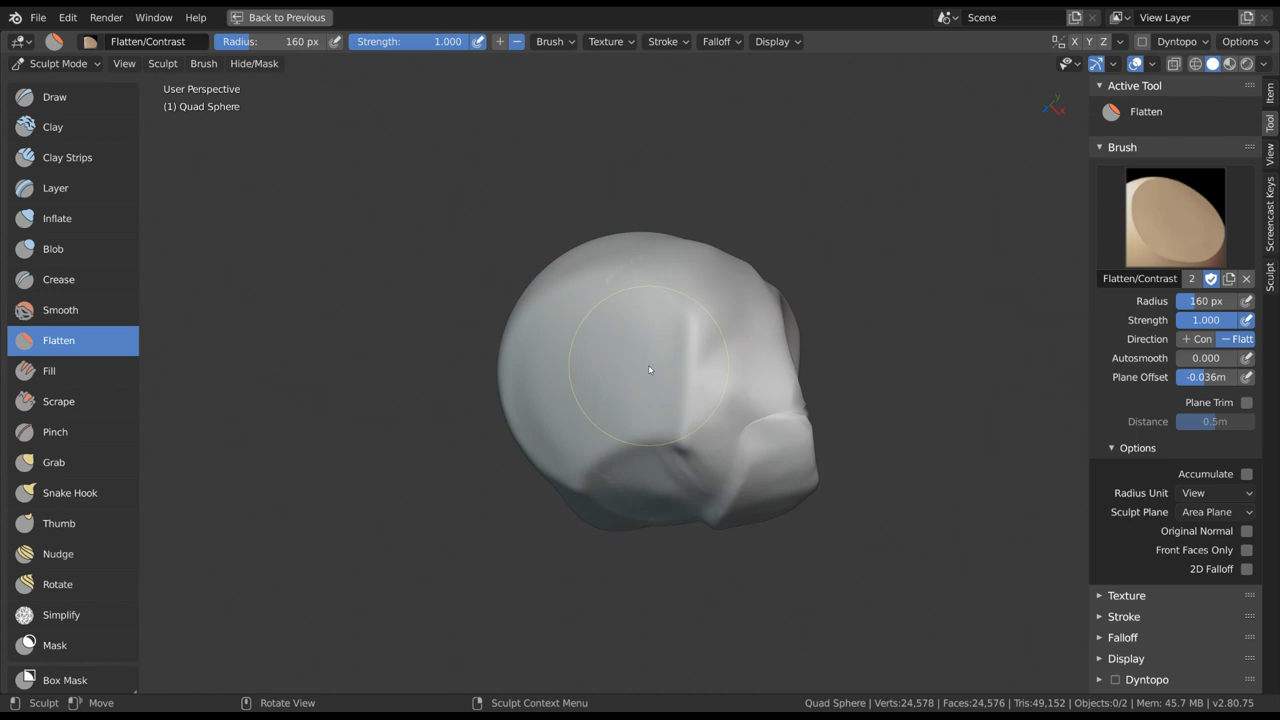 File Edit Render Window Help Back to Previous Scene View Layer
Flatten/Contrast Radius: 160 px Strength: 1.000 Brush Texture Stroke Falloff Display X Y Z Dyntopo Options
Sculpt Mode View Sculpt Brush Hide/Mask
User Perspective
(1) Quad Sphere
Draw
Clay
Clay Strips
Layer
Inflate
Blob
Crease
Smooth
Flatten
Fill
Scrape
Pinch
Grab
Snake Hook
Thumb
Nudge
Rotate
Simplify
Mask
Box Mask
Active Tool
Flatten
Brush
Flatten/Contrast 2
Radius 160 px
Strength 1.000
Direction + Con − Flatt
Autosmooth 0.000
Plane Offset -0.036m
Plane Trim
Distance 0.5m
Options
Accumulate
Radius Unit View
Sculpt Plane Area Plane
Original Normal
Front Faces Only
2D Falloff
Texture
Stroke
Falloff
Display
Dyntopo
Item
Tool
View
Screencast Keys
Sculpt
Sculpt Move Rotate View Sculpt Context Menu Quad Sphere | Verts:24,578 | Faces:24,576 | Tris:49,152 | Objects:0/2 | Mem: 45.7 MB | v2.80.75